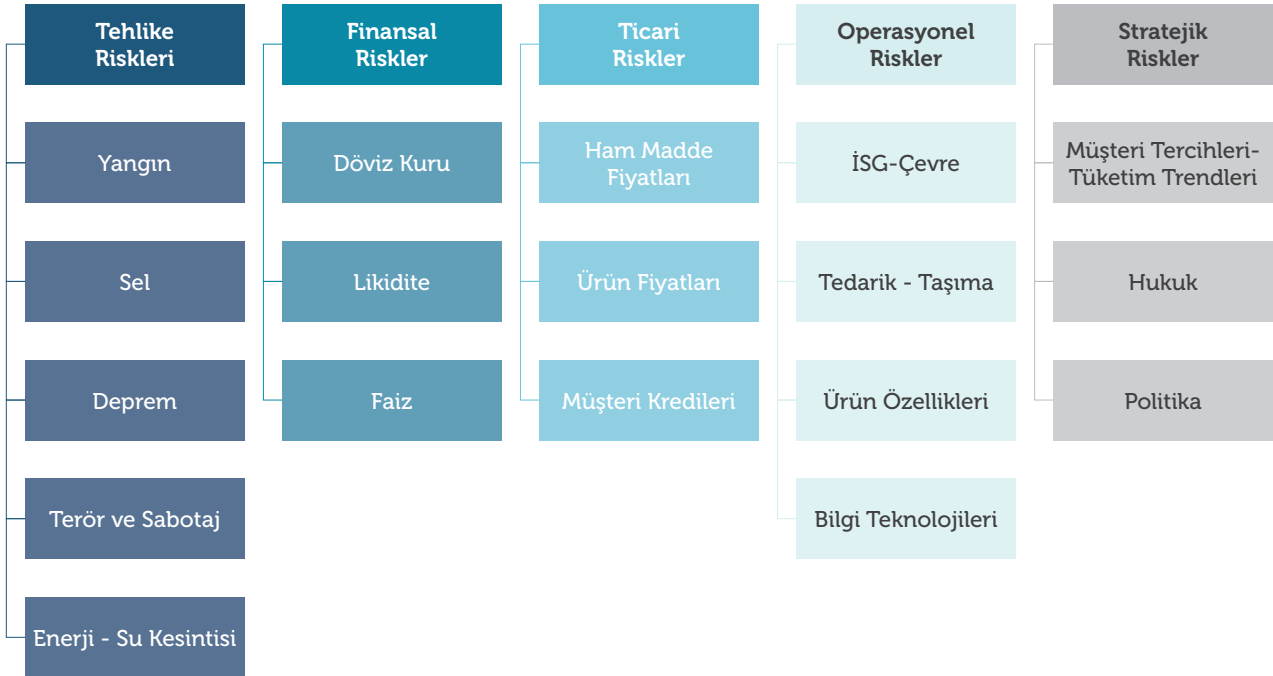 Tehlike
Riskleri
Yangın
Sel
Deprem
Terör ve Sabotaj
Enerji - Su Kesintisi
Finansal
Riskler
Döviz Kuru
Likidite
Faiz
Ticari
Riskler
Ham Madde
Fiyatları
Ürün Fiyatları
Müşteri Kredileri
Operasyonel
Riskler
İSG-Çevre
Tedarik - Taşıma
Ürün Özellikleri
Bilgi Teknolojileri
Stratejik
Riskler
Müşteri Tercihleri-
Tüketim Trendleri
Hukuk
Politika